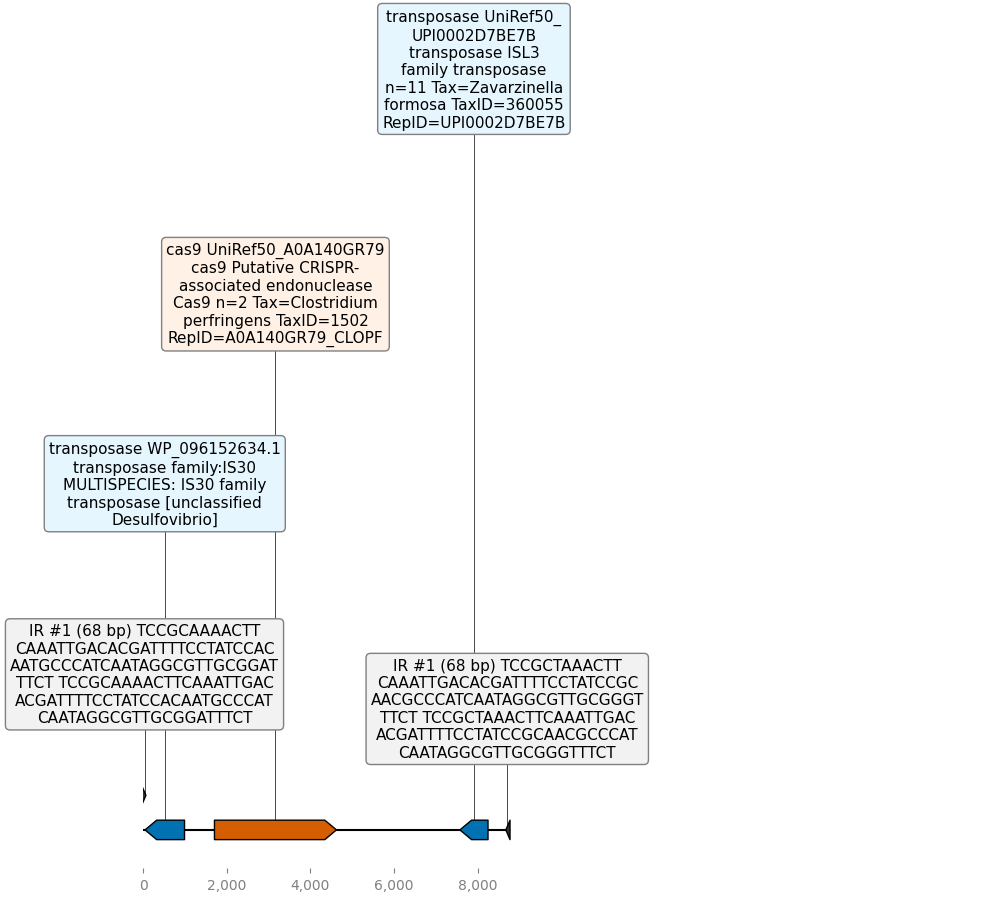 transposase UniRef50_
UPI0002D7BE7B
transposase ISL3
family transposase
n=11 Tax=Zavarzinella
formosa TaxID=360055
RepID=UPI0002D7BE7B
cas9 UniRef50_A0A140GR79
cas9 Putative CRISPR-
associated endonuclease
Cas9 n=2 Tax=Clostridium
perfringens TaxID=1502
RepID=A0A140GR79_CLOPF
transposase WP_096152634.1
transposase family:IS30
MULTISPECIES: IS30 family
transposase [unclassified
Desulfovibrio]
IR #1 (68 bp) TCCGCAAAACTT
CAAATTGACACGATTTTCCTATCCAC
AATGCCCATCAATAGGCGTTGCGGAT
TTCT TCCGCAAAACTTCAAATTGAC
ACGATTTTCCTATCCACAATGCCCAT
CAATAGGCGTTGCGGATTTCT
IR #1 (68 bp) TCCGCTAAACTT
CAAATTGACACGATTTTCCTATCCGC
AACGCCCATCAATAGGCGTTGCGGGT
TTCT TCCGCTAAACTTCAAATTGAC
ACGATTTTCCTATCCGCAACGCCCAT
CAATAGGCGTTGCGGGTTTCT
0 2,000 4,000 6,000 8,000